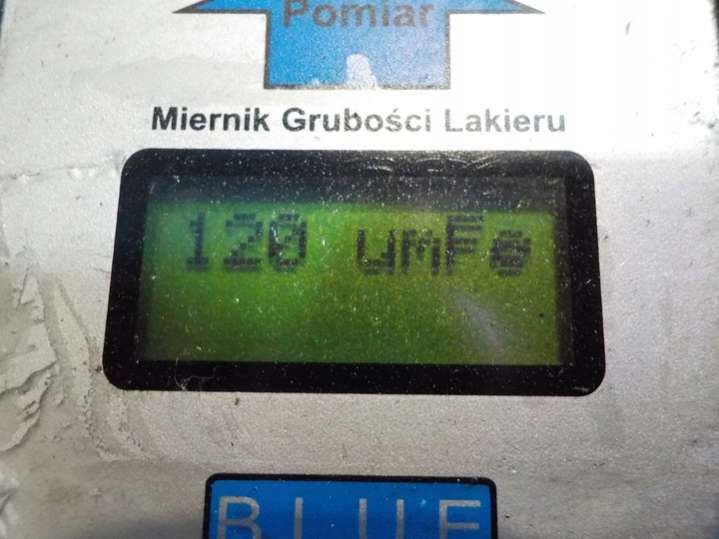 Pomiar
Miernik Grubości Lakieru
120 umFe
BLUE